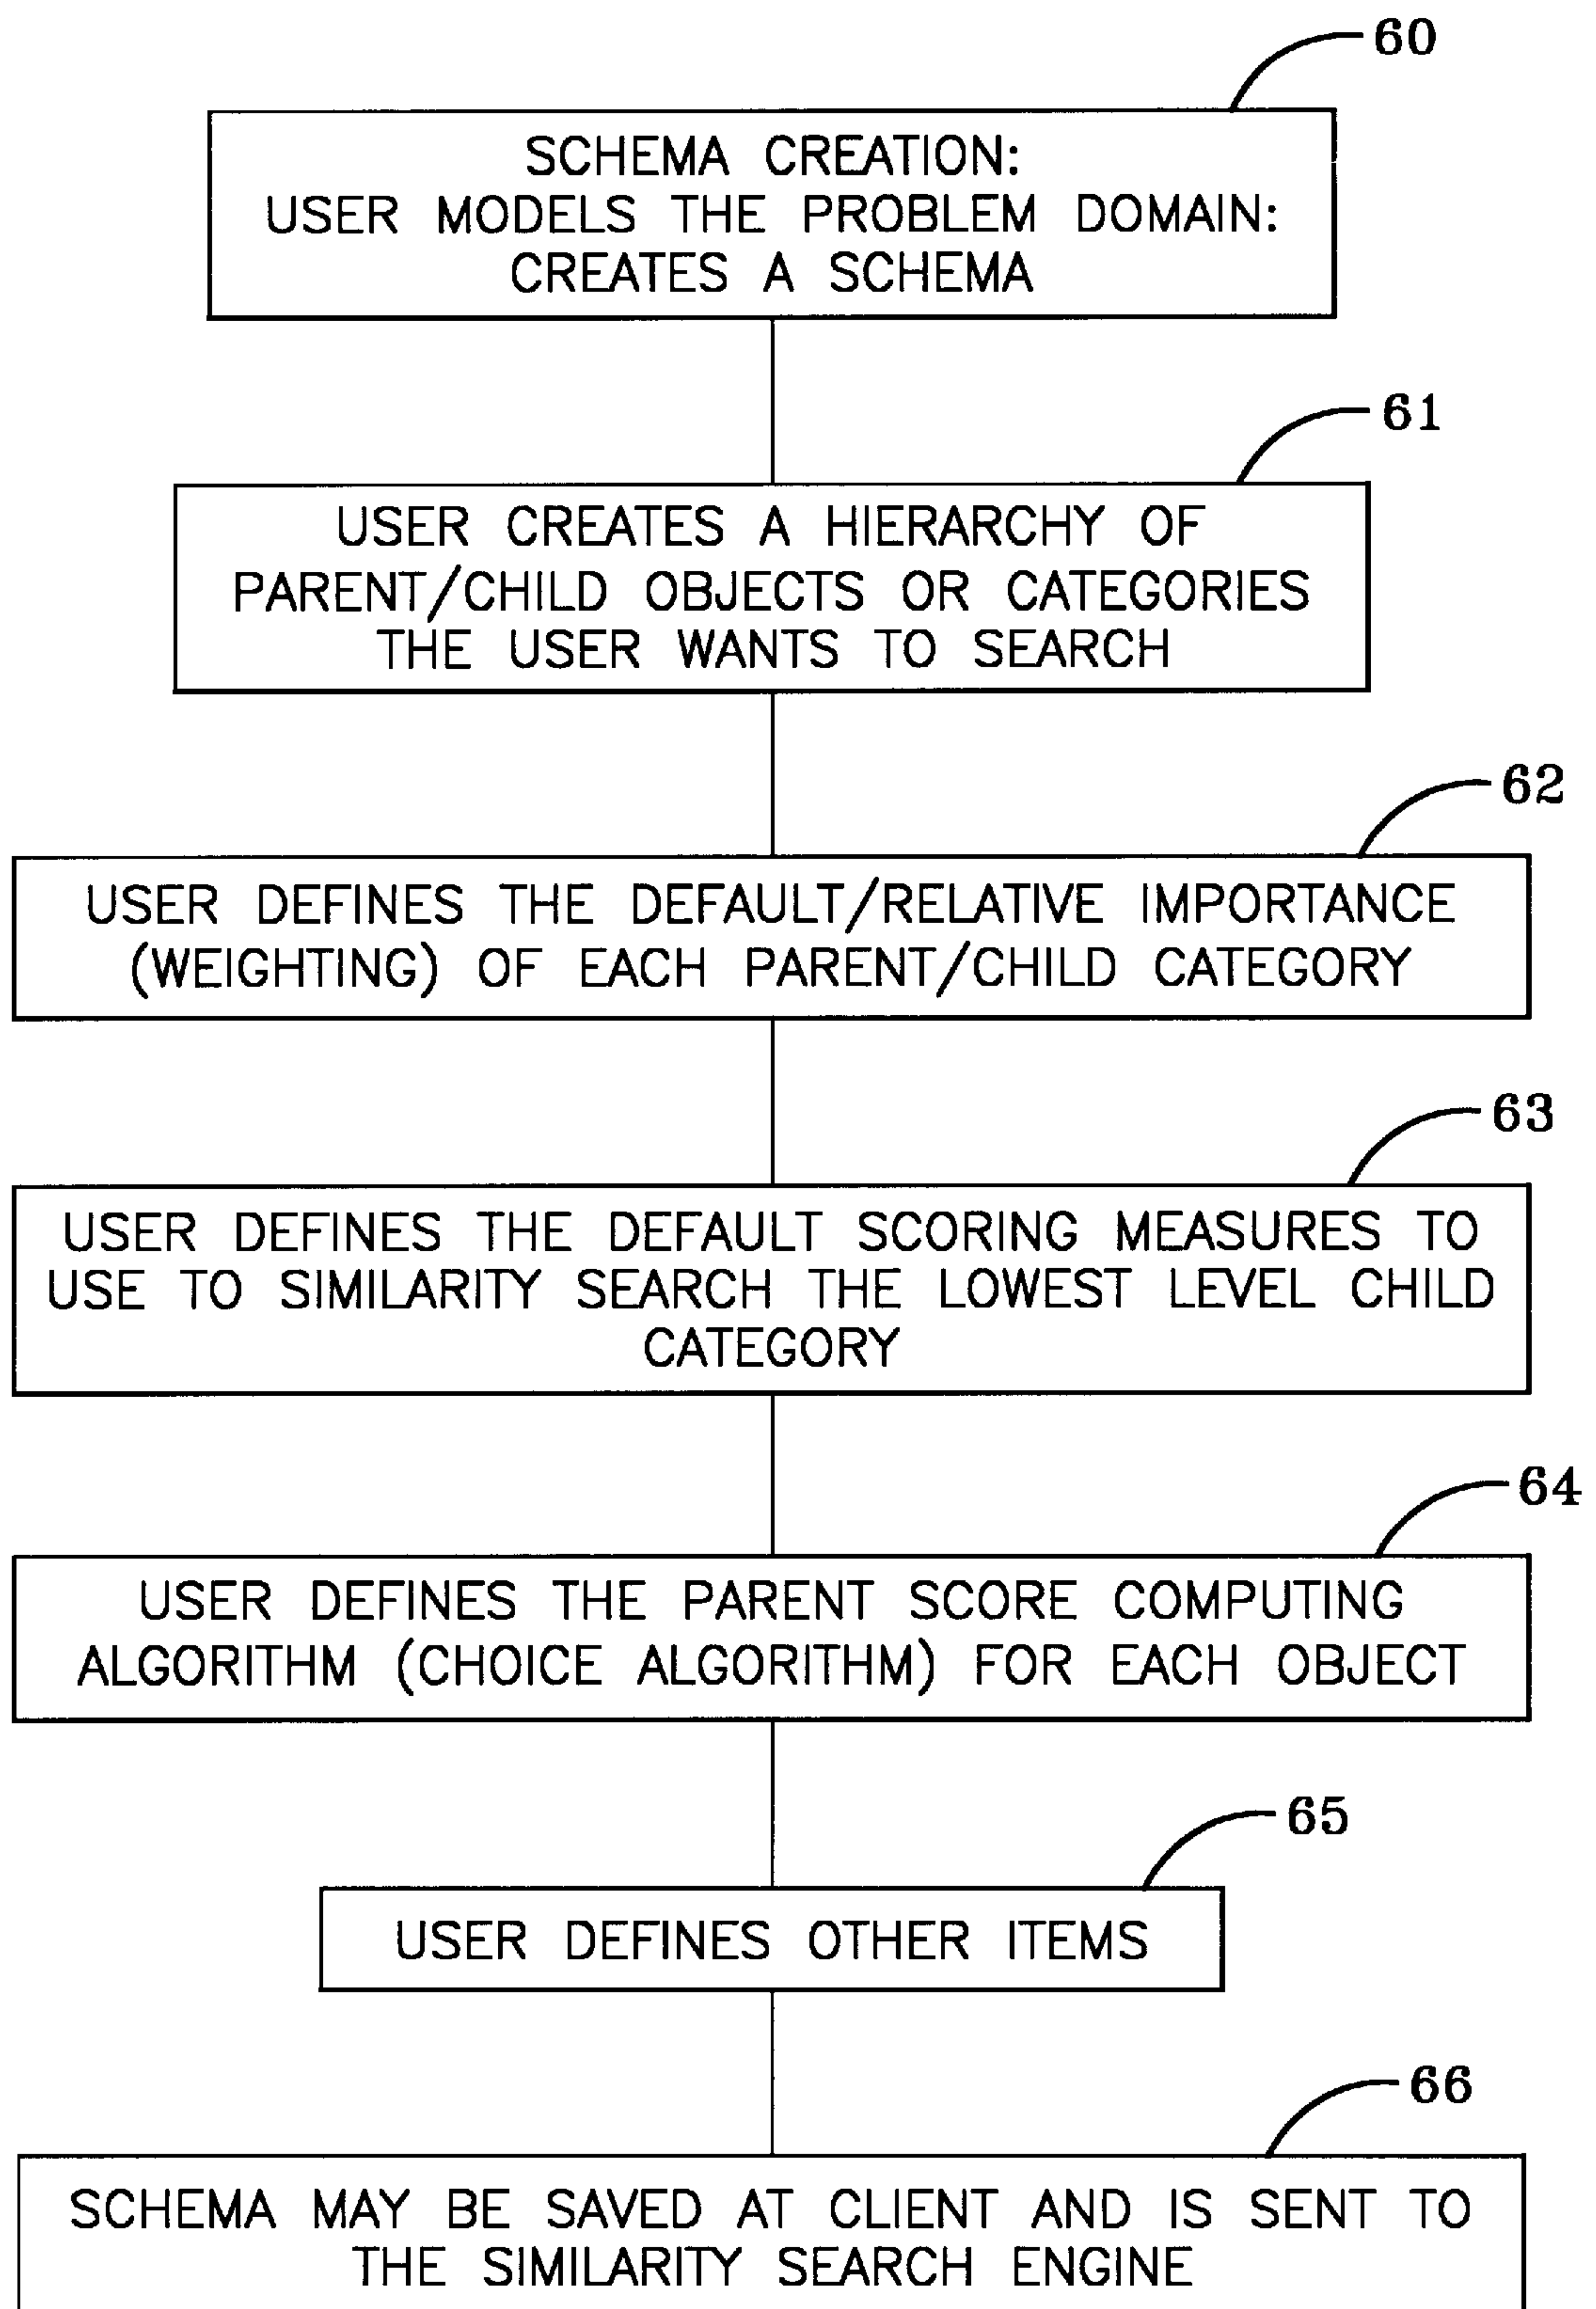 60
SCHEMA CREATION:
USER MODELS THE PROBLEM DOMAIN:
CREATES A SCHEMA
61
USER CREATES A HIERARCHY OF
PARENT/CHILD OBJECTS OR CATEGORIES
THE USER WANTS TO SEARCH
62
USER DEFINES THE DEFAULT/RELATIVE IMPORTANCE
(WEIGHTING) OF EACH PARENT/CHILD CATEGORY
63
USER DEFINES THE DEFAULT SCORING MEASURES TO
USE TO SIMILARITY SEARCH THE LOWEST LEVEL CHILD
CATEGORY
64
USER DEFINES THE PARENT SCORE COMPUTING
ALGORITHM (CHOICE ALGORITHM) FOR EACH OBJECT
65
USER DEFINES OTHER ITEMS
66
SCHEMA MAY BE SAVED AT CLIENT AND IS SENT TO
THE SIMILARITY SEARCH ENGINE